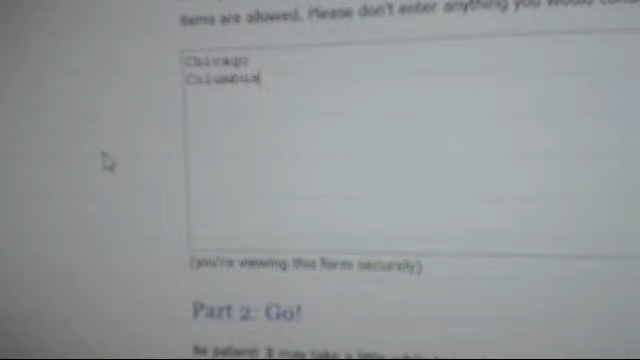 items are allowed. Please don't enter anything you would
Chicago
Columbus
(you're viewing this form securely)
Part 2: Go!
Be patient! It may take a little while